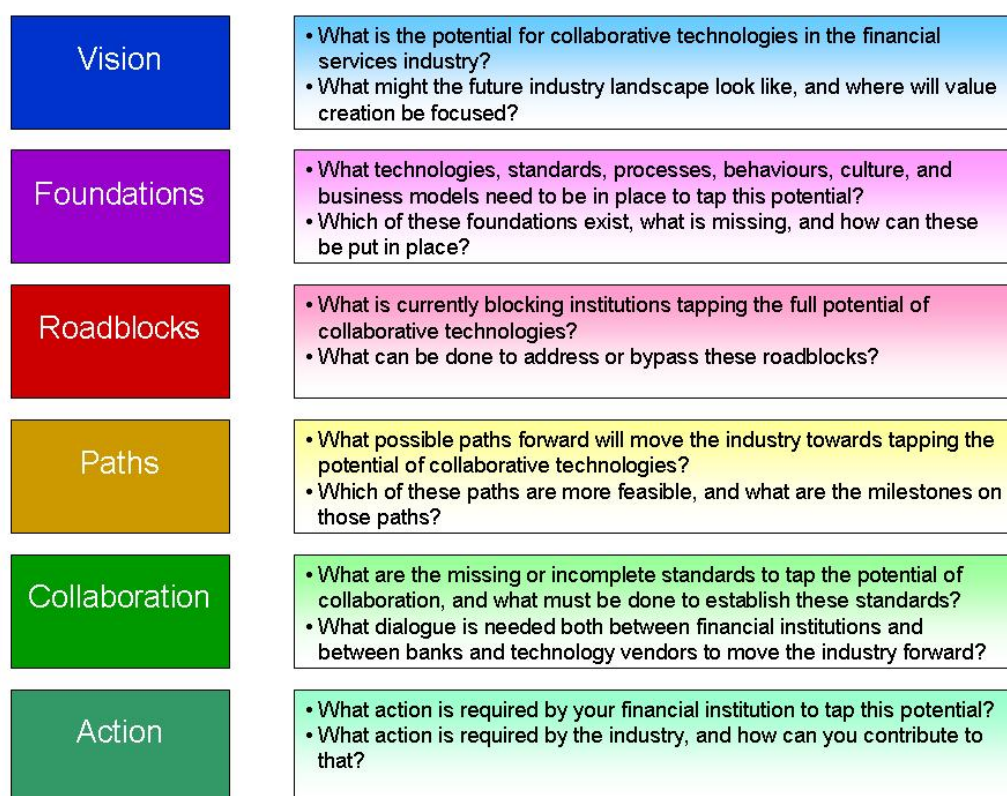 Vision
• What is the potential for collaborative technologies in the financial
services industry?
• What might the future industry landscape look like, and where will value
creation be focused?
Foundations
• What technologies, standards, processes, behaviours, culture, and
business models need to be in place to tap this potential?
• Which of these foundations exist, what is missing, and how can these
be put in place?
Roadblocks
• What is currently blocking institutions tapping the full potential of
collaborative technologies?
• What can be done to address or bypass these roadblocks?
Paths
• What possible paths forward will move the industry towards tapping the
potential of collaborative technologies?
• Which of these paths are more feasible, and what are the milestones on
those paths?
Collaboration
• What are the missing or incomplete standards to tap the potential of
collaboration, and what must be done to establish these standards?
• What dialogue is needed both between financial institutions and
between banks and technology vendors to move the industry forward?
Action
• What action is required by your financial institution to tap this potential?
• What action is required by the industry, and how can you contribute to
that?